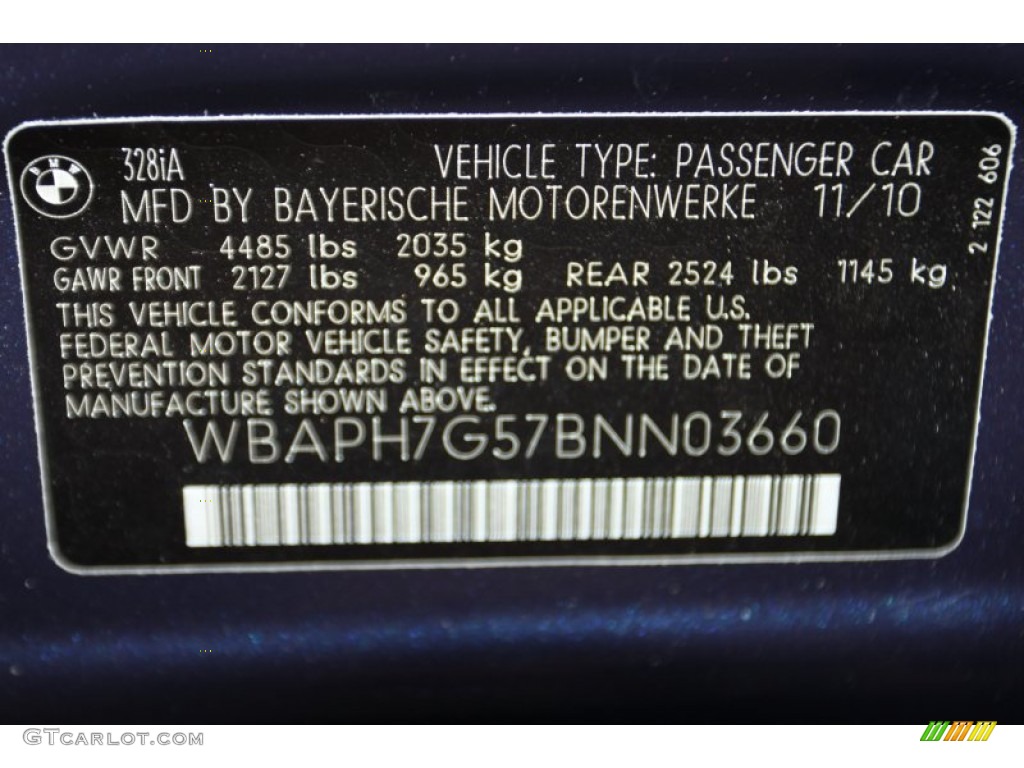 328iA VEHICLE TYPE: PASSENGER CAR
MFD BY BAYERISCHE MOTORENWERKE 11/10
GVWR 4485 lbs 2035 kg
GAWR FRONT 2127 lbs 965 kg REAR 2524 lbs 1145 kg
THIS VEHICLE CONFORMS TO ALL APPLICABLE U.S.
FEDERAL MOTOR VEHICLE SAFETY, BUMPER AND THEFT
PREVENTION STANDARDS IN EFFECT ON THE DATE OF
MANUFACTURE SHOWN ABOVE.
WBAPH7G57BNN03660
2 122 606
BMW
GTCARLOT.COM